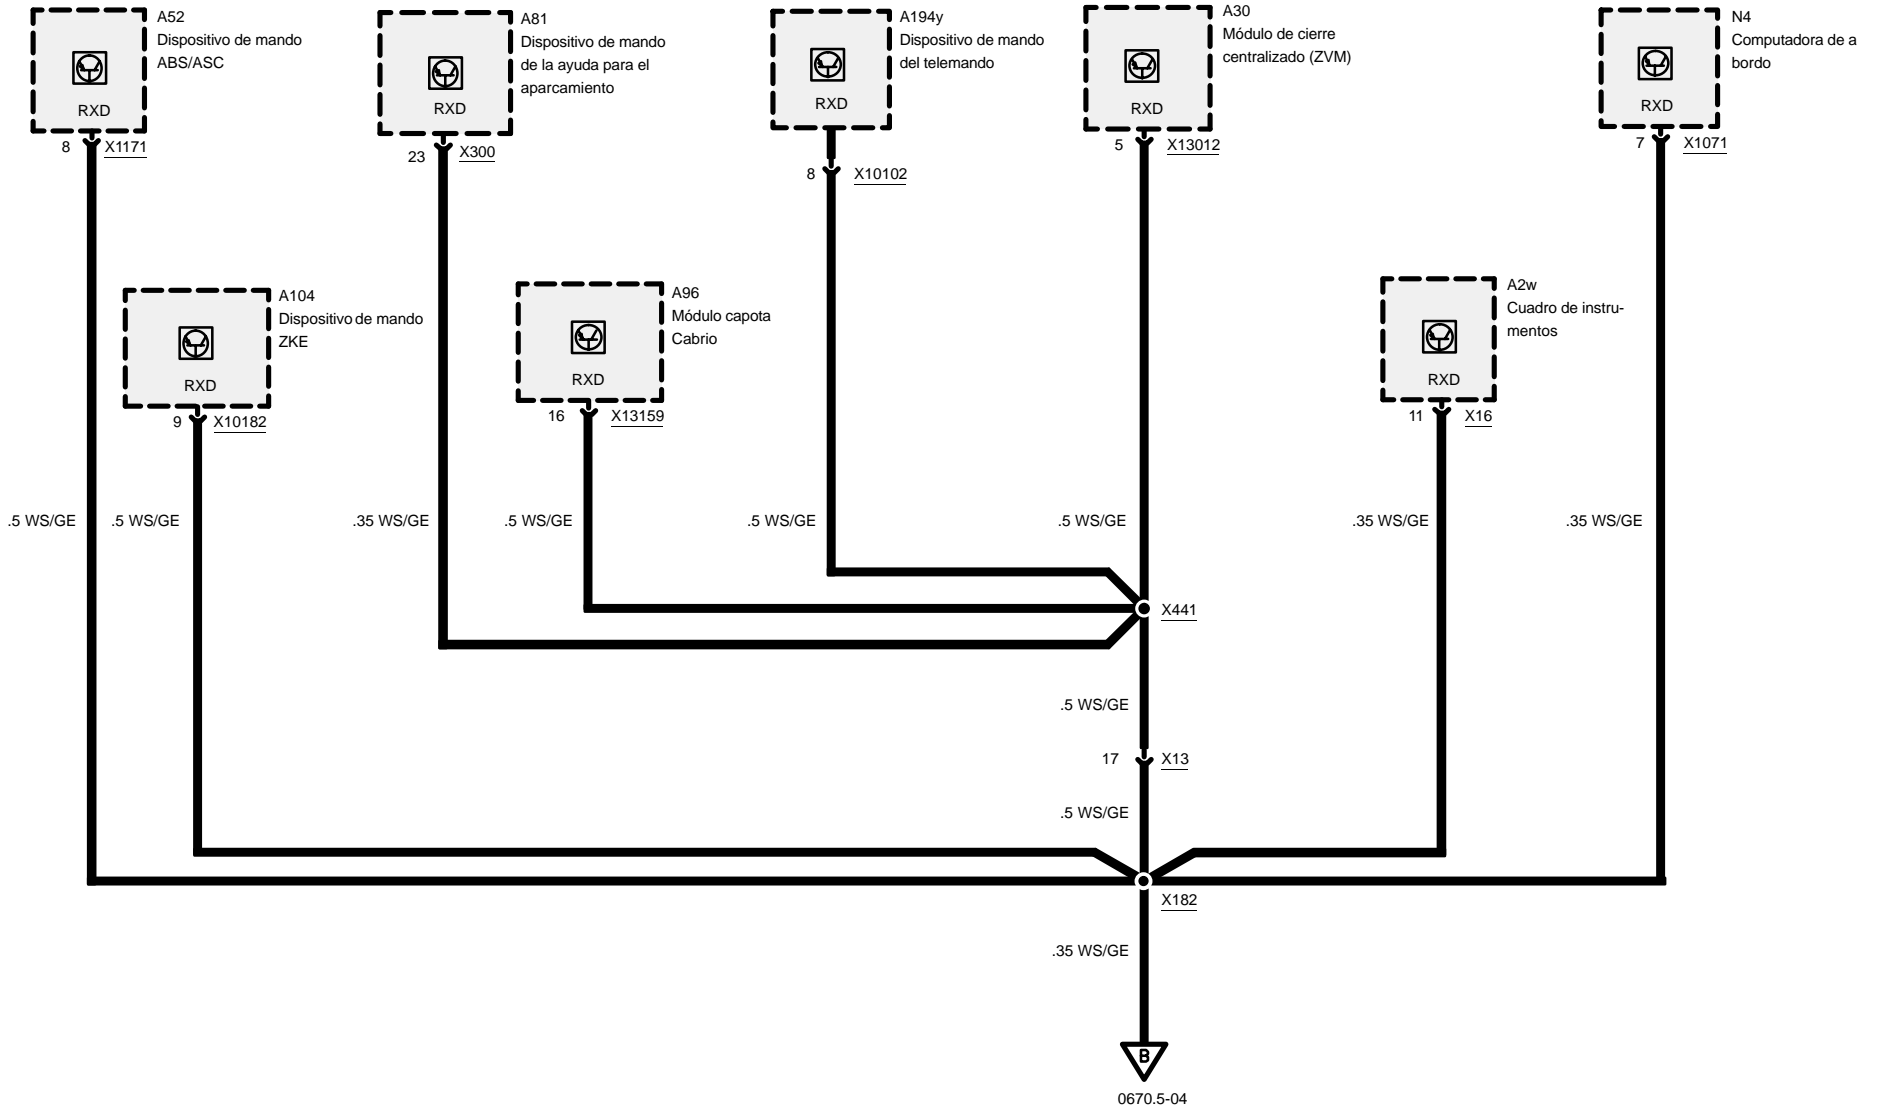 A52
Dispositivo de mando
ABS/ASC
RXD
8
X1171
A81
Dispositivo de mando
de la ayuda para el
aparcamiento
RXD
23
X300
A194y
Dispositivo de mando
del telemando
RXD
8
X10102
A30
Módulo de cierre
centralizado (ZVM)
RXD
5
X13012
N4
Computadora de a
bordo
RXD
7
X1071
A104
Dispositivo de mando
ZKE
RXD
9
X10182
A96
Módulo capota
Cabrio
RXD
16
X13159
A2w
Cuadro de instru-
mentos
RXD
11
X16
.5 WS/GE
.5 WS/GE
.35 WS/GE
.5 WS/GE
.5 WS/GE
.5 WS/GE
.35 WS/GE
.35 WS/GE
X441
.5 WS/GE
17
X13
.5 WS/GE
X182
.35 WS/GE
B
0670.5-04